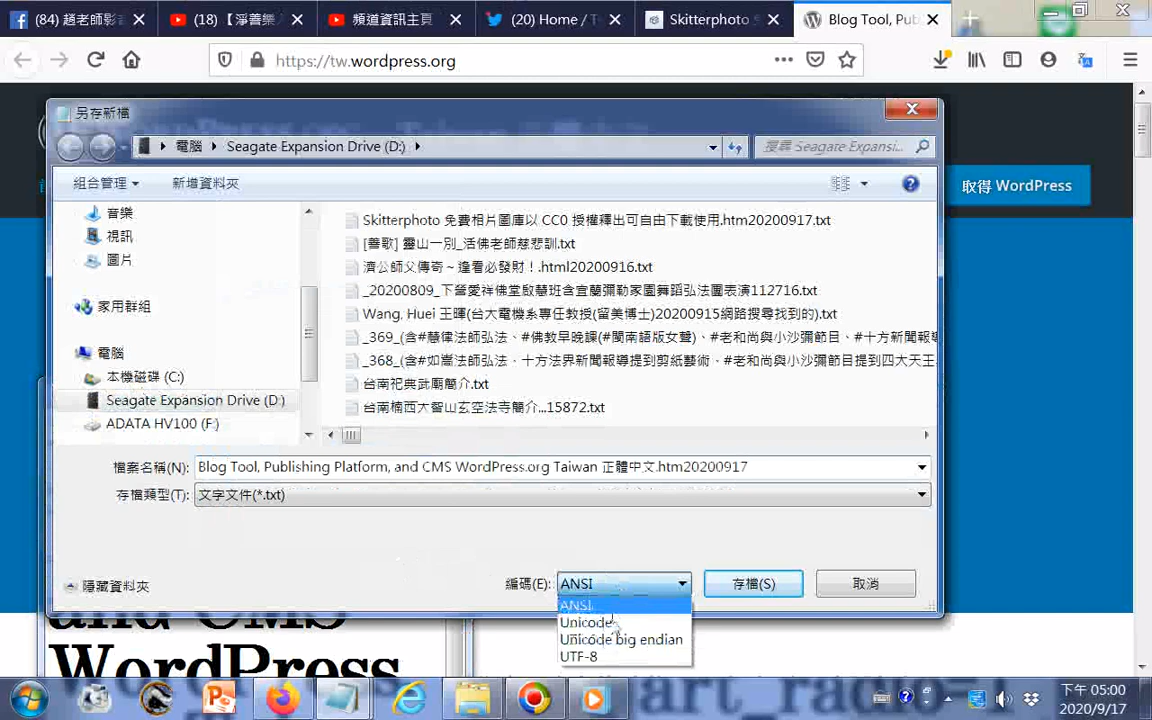 (84) 趙老師影音
(18) 【淨善樂
頻道資訊主頁
(20) Home / T
Skitterphoto
Blog Tool, Pub
https://tw.wordpress.org
另存新檔
電腦 Seagate Expansion Drive (D:)
搜尋 Seagate Expansi...
取得 WordPress
組合管理 新增資料夾
音樂
視訊
圖片
家用群組
電腦
本機磁碟 (C:)
Seagate Expansion Drive (D:)
ADATA HV100 (F:)
Skitterphoto 免費相片圖庫以 CC0 授權釋出可自由下載使用.htm20200917.txt
[善歌] 靈山一別_活佛老師慈悲訓.txt
濟公師父傳奇～逢看必發財！.html20200916.txt
_20200809_下營愛祥佛堂啟慧班含宜蘭彌勒家園舞蹈弘法團表演112716.txt
Wang, Huei 王暉(台大電機系專任教授(留美博士)20200915網路搜尋找到的).txt
_369_(含#慧律法師弘法、#佛教早晚課(#閩南語版女聲)、#老和尚與小沙彌節目、#十方新聞報
_368_(含#如嵩法師弘法、十方法界新聞報導提到剪紙藝術、#老和尚與小沙彌節目提到四大天王
台南祀典武廟簡介.txt
台南楠西大智山玄空法寺簡介...15872.txt
檔案名稱(N): Blog Tool, Publishing Platform, and CMS WordPress.org Taiwan 正體中文.htm20200917
存檔類型(T): 文字文件(*.txt)
隱藏資料夾
編碼(E): ANSI
存檔(S)
取消
ANSI
Unicode
Unicode big endian
UTF-8
and CMS
WordPress
下午 05:00
2020/9/17